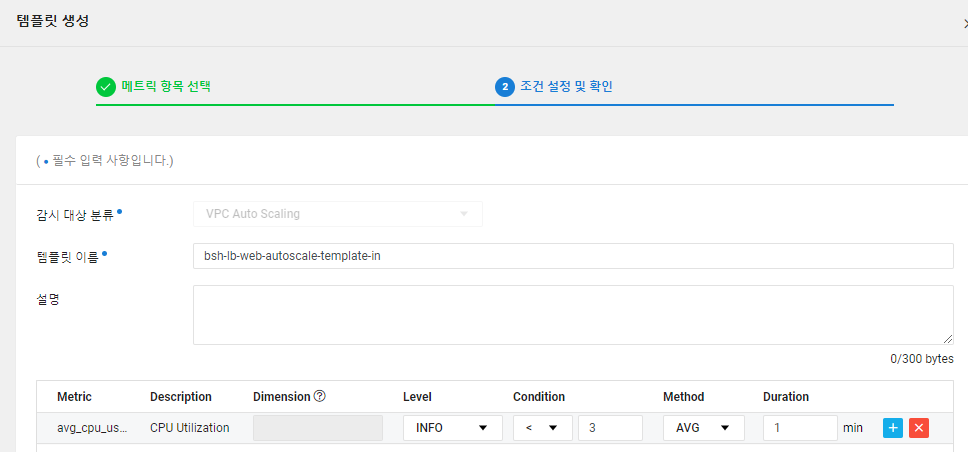 템플릿 생성
메트릭 항목 선택
2 조건 설정 및 확인
( • 필수 입력 사항입니다.)
감시 대상 분류 VPC Auto Scaling
템플릿 이름 bsh-lb-web-autoscale-template-in
설명
0/300 bytes
Metric Description Dimension ? Level Condition Method Duration
avg_cpu_us... CPU Utilization INFO < 3 AVG 1 min